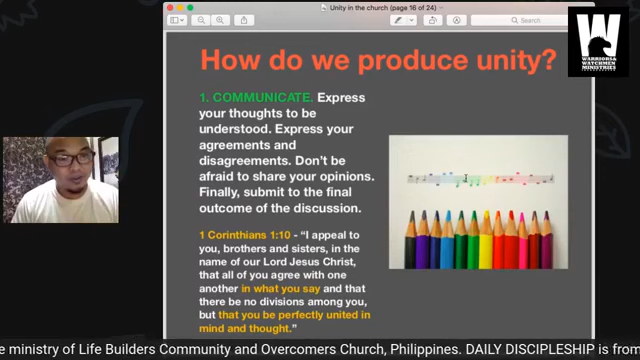 Unity in the church (page 16 of 24)
Search
WARRIORS &
WATCHMEN
MINISTRIES
How do we produce unity?
1. COMMUNICATE. Express
your thoughts to be
understood. Express your
agreements and
disagreements. Don't be
afraid to share your opinions.
Finally, submit to the final
outcome of the discussion.
1 Corinthians 1:10 - “I appeal to
you, brothers and sisters, in the
name of our Lord Jesus Christ,
that all of you agree with one
another in what you say and that
there be no divisions among you,
but that you be perfectly united in
mind and thought.”
e ministry of Life Builders Community and Overcomers Church, Philippines. DAILY DISCIPLESHIP is from